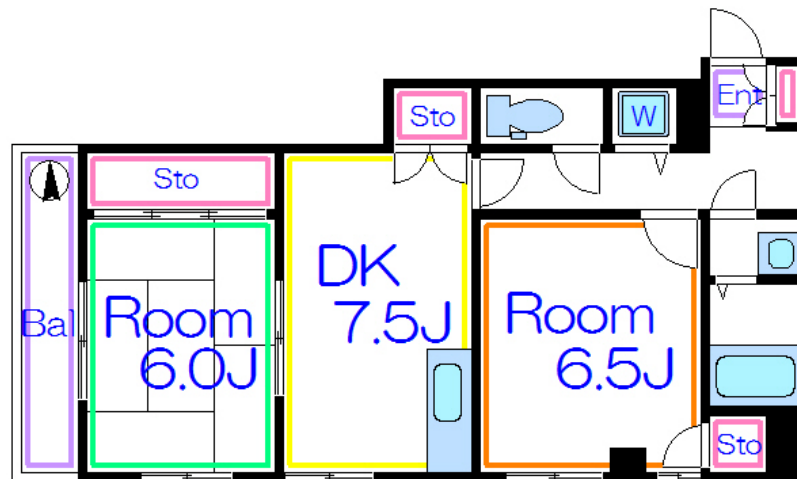 Ent
Sto
W
Sto
DK
7.5J
Room
6.0J
Room
6.5J
Bal
Sto